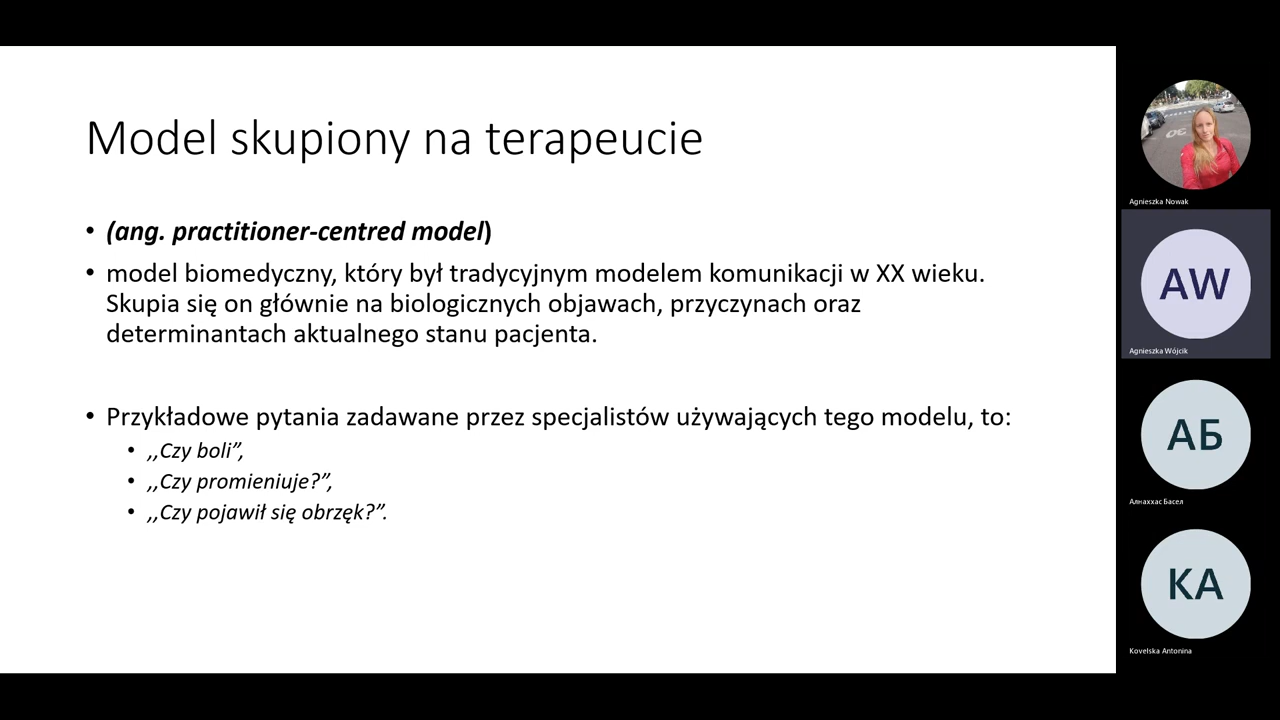 Model skupiony na terapeucie
• (ang. practitioner-centred model)
• model biomedyczny, który był tradycyjnym modelem komunikacji w XX wieku.
Skupia się on głównie na biologicznych objawach, przyczynach oraz
determinantach aktualnego stanu pacjenta.
• Przykładowe pytania zadawane przez specjalistów używających tego modelu, to:
• ,,Czy boli”,
• ,,Czy promieniuje?”,
• ,,Czy pojawił się obrzęk?”.
Agnieszka Nowak
AW
Agnieszka Wójcik
АБ
Алнаххас Басел
KA
Kovelska Antonina